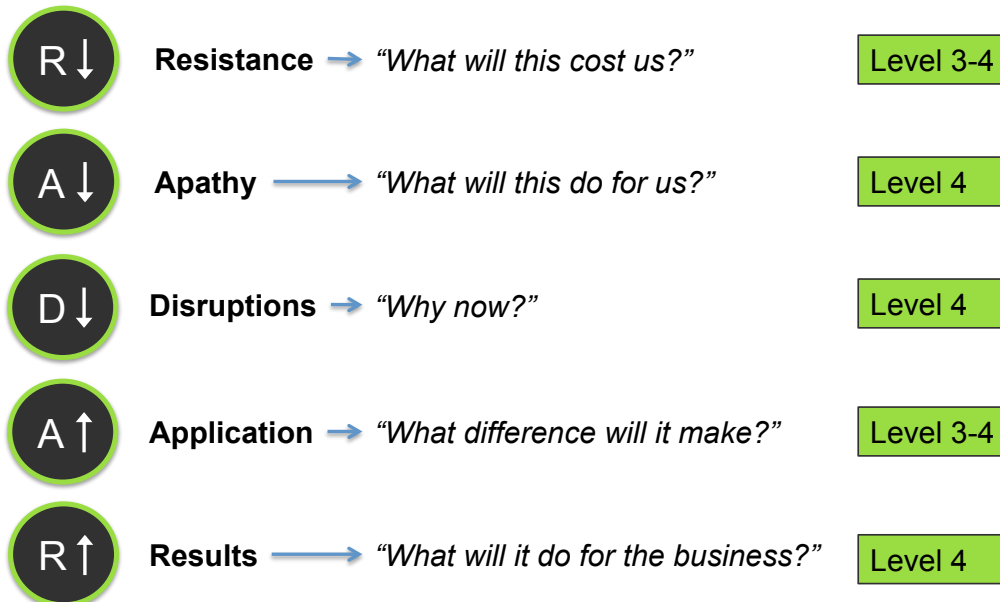 R↓ Resistance → “What will this cost us?” Level 3-4
A↓ Apathy → “What will this do for us?” Level 4
D↓ Disruptions → “Why now?” Level 4
A↑ Application → “What difference will it make?” Level 3-4
R↑ Results → “What will it do for the business?” Level 4